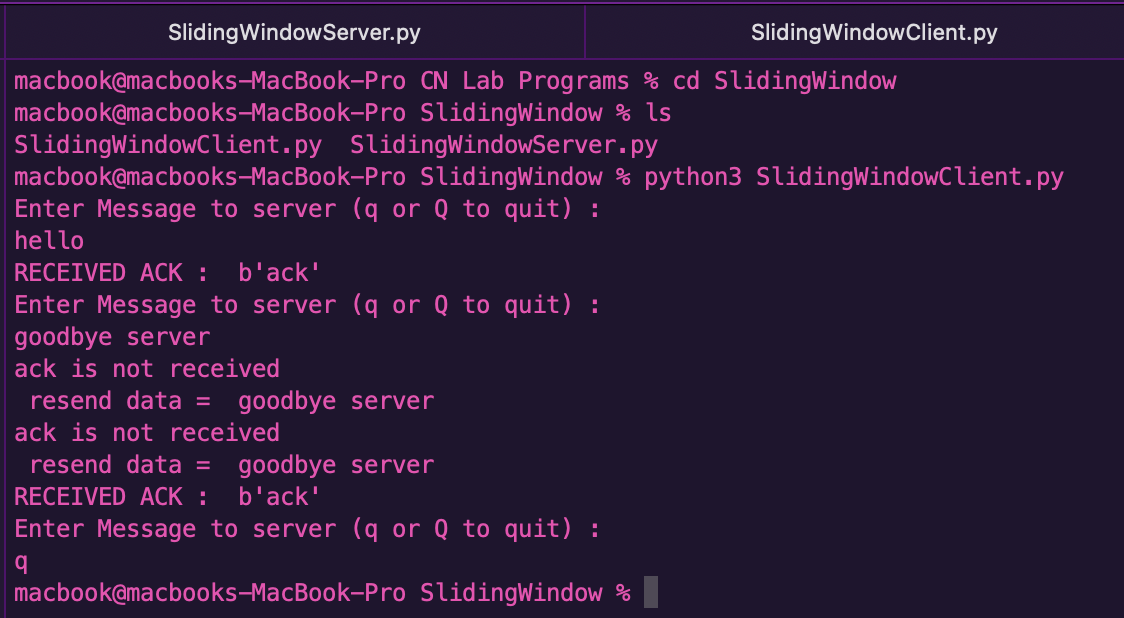 SlidingWindowServer.py SlidingWindowClient.py
macbook@macbooks-MacBook-Pro CN Lab Programs % cd SlidingWindow
macbook@macbooks-MacBook-Pro SlidingWindow % ls
SlidingWindowClient.py  SlidingWindowServer.py
macbook@macbooks-MacBook-Pro SlidingWindow % python3 SlidingWindowClient.py
Enter Message to server (q or Q to quit) :
hello
RECEIVED ACK :  b'ack'
Enter Message to server (q or Q to quit) :
goodbye server
ack is not received
 resend data =  goodbye server
ack is not received
 resend data =  goodbye server
RECEIVED ACK :  b'ack'
Enter Message to server (q or Q to quit) :
q
macbook@macbooks-MacBook-Pro SlidingWindow %